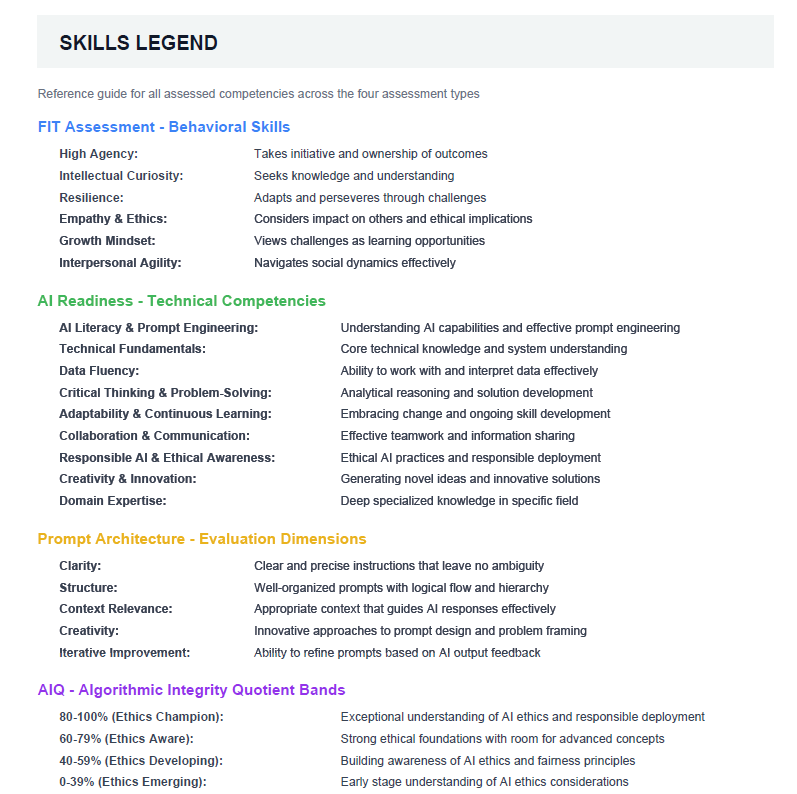 SKILLS LEGEND
Reference guide for all assessed competencies across the four assessment types
FIT Assessment - Behavioral Skills
High Agency: Takes initiative and ownership of outcomes
Intellectual Curiosity: Seeks knowledge and understanding
Resilience: Adapts and perseveres through challenges
Empathy & Ethics: Considers impact on others and ethical implications
Growth Mindset: Views challenges as learning opportunities
Interpersonal Agility: Navigates social dynamics effectively
AI Readiness - Technical Competencies
AI Literacy & Prompt Engineering: Understanding AI capabilities and effective prompt engineering
Technical Fundamentals: Core technical knowledge and system understanding
Data Fluency: Ability to work with and interpret data effectively
Critical Thinking & Problem-Solving: Analytical reasoning and solution development
Adaptability & Continuous Learning: Embracing change and ongoing skill development
Collaboration & Communication: Effective teamwork and information sharing
Responsible AI & Ethical Awareness: Ethical AI practices and responsible deployment
Creativity & Innovation: Generating novel ideas and innovative solutions
Domain Expertise: Deep specialized knowledge in specific field
Prompt Architecture - Evaluation Dimensions
Clarity: Clear and precise instructions that leave no ambiguity
Structure: Well-organized prompts with logical flow and hierarchy
Context Relevance: Appropriate context that guides AI responses effectively
Creativity: Innovative approaches to prompt design and problem framing
Iterative Improvement: Ability to refine prompts based on AI output feedback
AIQ - Algorithmic Integrity Quotient Bands
80-100% (Ethics Champion): Exceptional understanding of AI ethics and responsible deployment
60-79% (Ethics Aware): Strong ethical foundations with room for advanced concepts
40-59% (Ethics Developing): Building awareness of AI ethics and fairness principles
0-39% (Ethics Emerging): Early stage understanding of AI ethics considerations